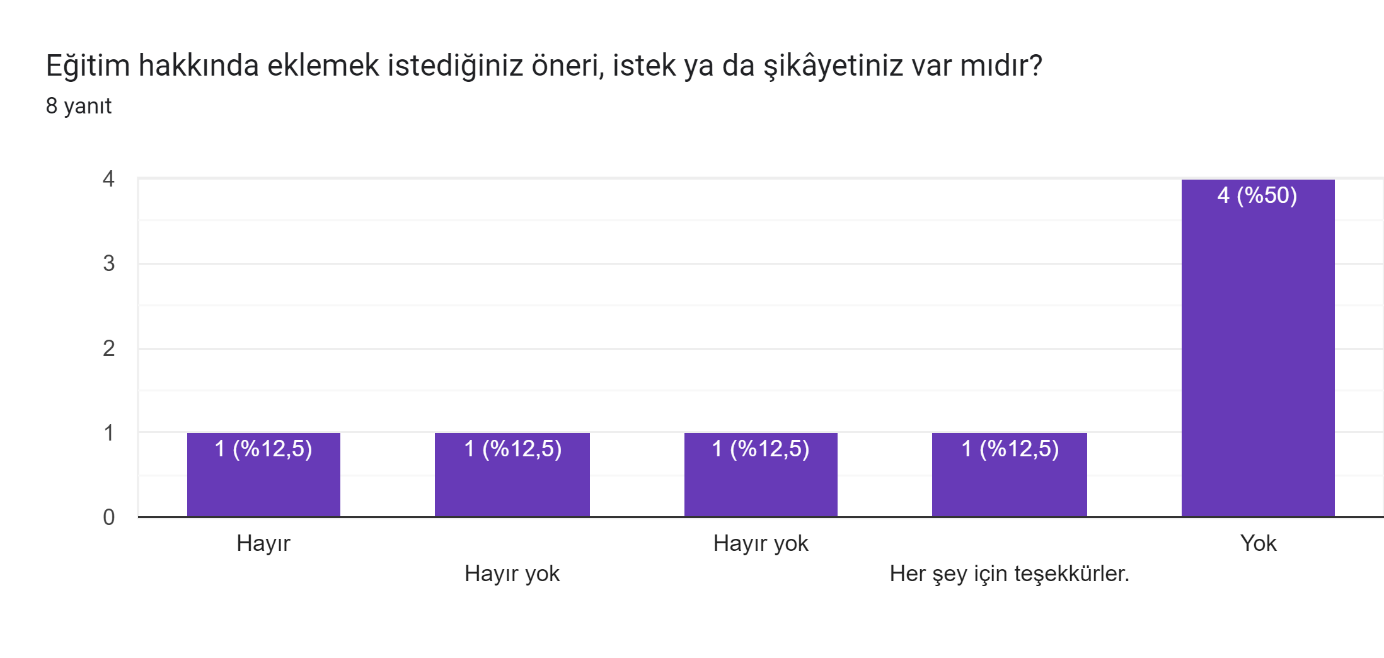 Eğitim hakkında eklemek istediğiniz öneri, istek ya da şikâyetiniz var mıdır?
8 yanıt
4
3
2
1
0
1 (%12,5)
1 (%12,5)
1 (%12,5)
1 (%12,5)
4 (%50)
Hayır
Hayır yok
Hayır yok
Her şey için teşekkürler.
Yok